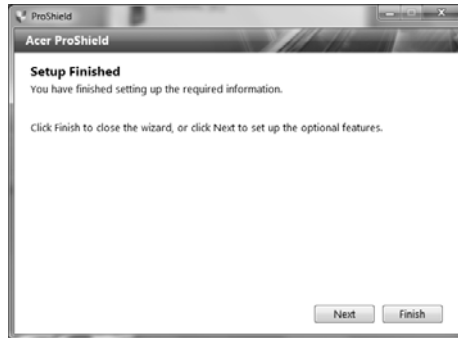 ProShield
Acer ProShield
Setup Finished
You have finished setting up the required information.
Click Finish to close the wizard, or click Next to set up the optional features.
Next
Finish